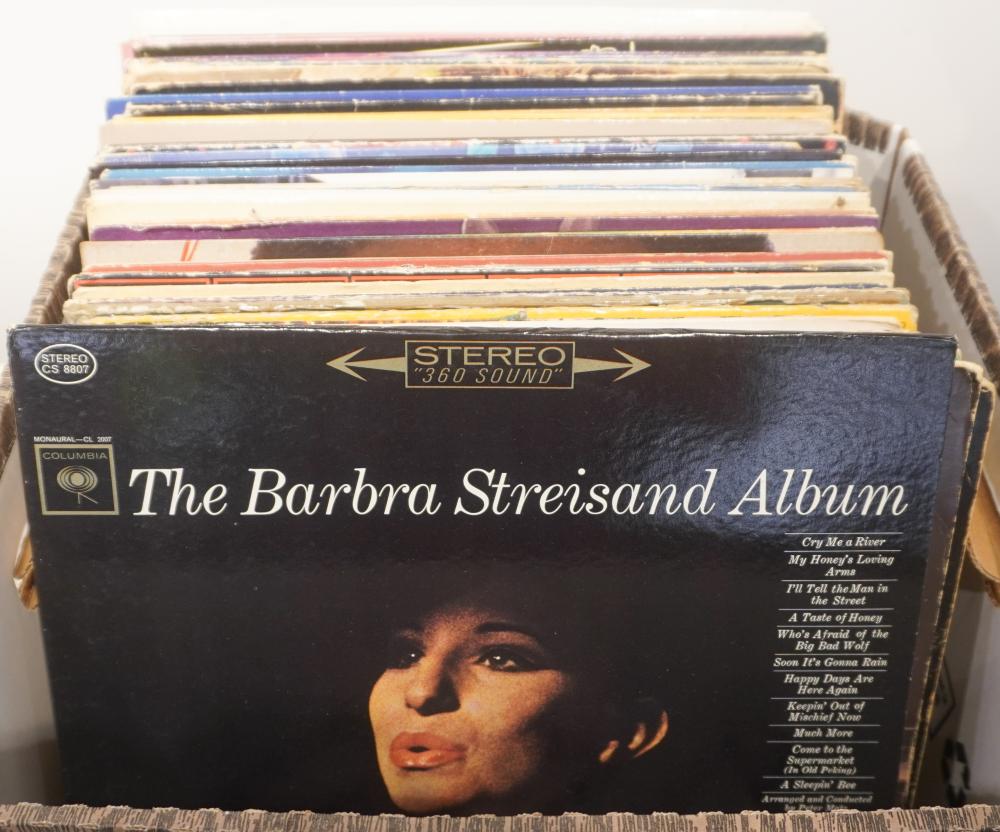 STEREO
CS 8807
STEREO
"360 SOUND"
MONAURAL—CL 2007
COLUMBIA
The Barbra Streisand Album
Cry Me a River
My Honey's Loving
Arms
I'll Tell the Man in
the Street
A Taste of Honey
Who's Afraid of the
Big Bad Wolf
Soon It's Gonna Rain
Happy Days Are
Here Again
Keepin' Out of
Mischief Now
Much More
Come to the
Supermarket
(In Old Peking)
A Sleepin' Bee
Arranged and Conducted
by Peter Matz